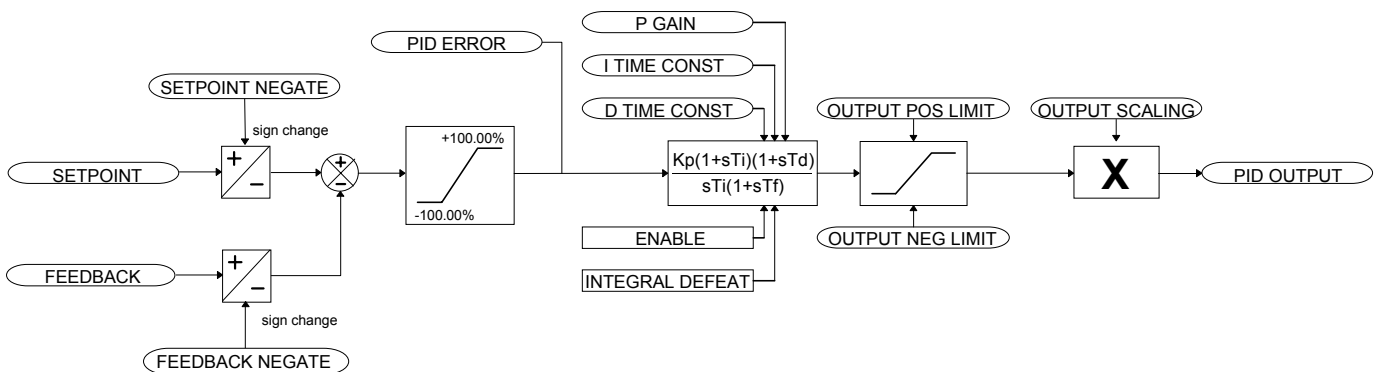 P GAIN
PID ERROR
I TIME CONST
SETPOINT NEGATE
D TIME CONST
OUTPUT POS LIMIT
OUTPUT SCALING
sign change
+100.00%
+
-
SETPOINT
+
-
Kp(1+sTi)(1+sTd)
sTi(1+sTf)
X
PID OUTPUT
-100.00%
ENABLE
OUTPUT NEG LIMIT
FEEDBACK
+
-
INTEGRAL DEFEAT
sign change
FEEDBACK NEGATE